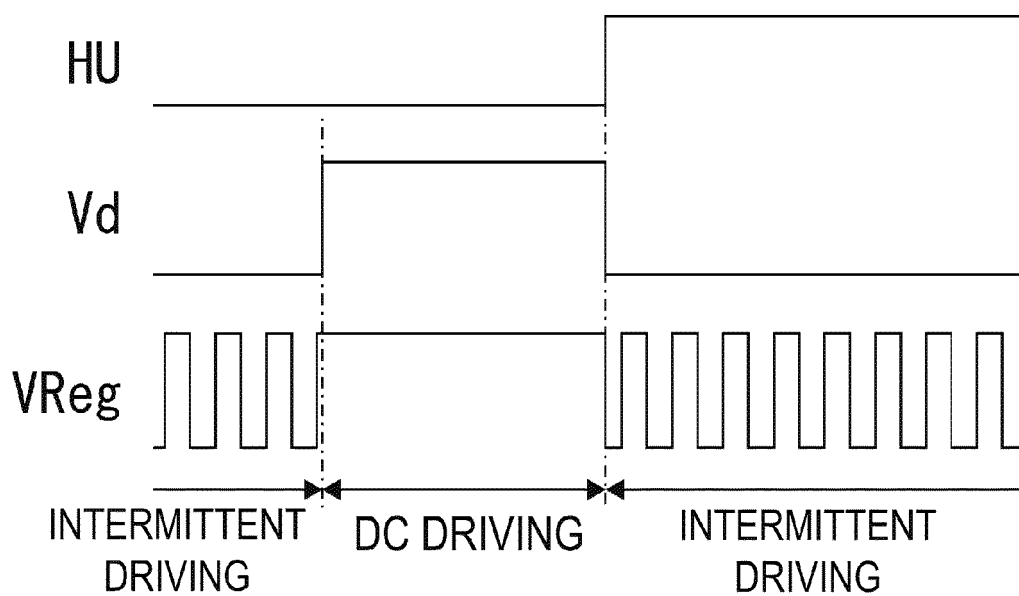 HU
Vd
VReg
INTERMITTENT
DRIVING
DC DRIVING
INTERMITTENT
DRIVING